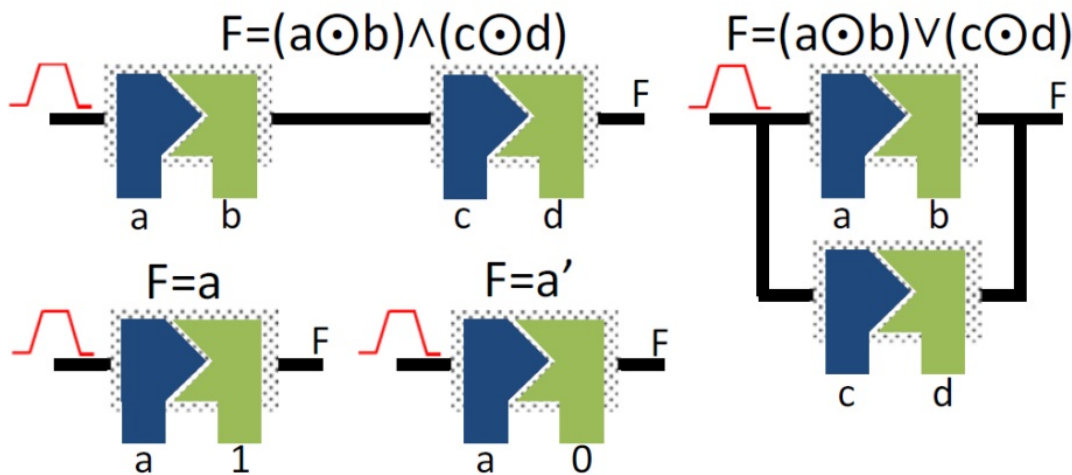 F=(a⊙b)∧(c⊙d)
F
a b c d
F=(a⊙b)∨(c⊙d)
F
a b
c d
F=a
F
a 1
F=a’
F
a 0